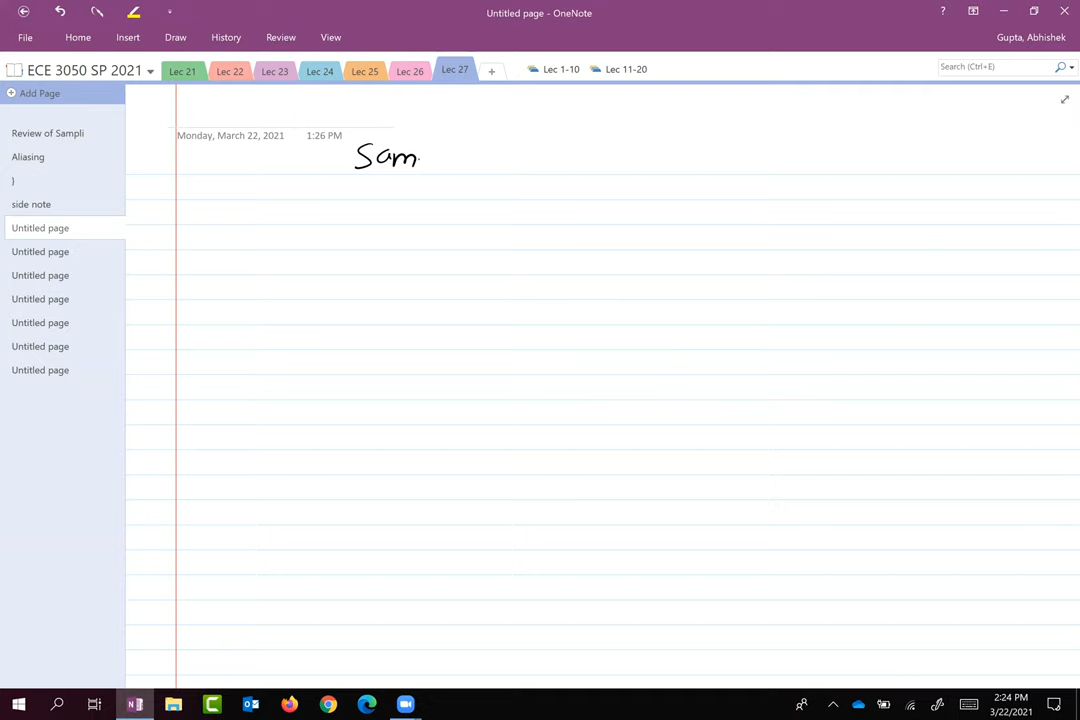 Untitled page - OneNote
File Home Insert Draw History Review View Gupta, Abhishek
ECE 3050 SP 2021 Lec 21 Lec 22 Lec 23 Lec 24 Lec 25 Lec 26 Lec 27 + Lec 1-10 Lec 11-20 Search (Ctrl+E)
Add Page
Review of Sampli
Aliasing
}
side note
Untitled page
Untitled page
Untitled page
Untitled page
Untitled page
Untitled page
Untitled page
Monday, March 22, 2021 1:26 PM
Sam
2:24 PM
3/22/2021